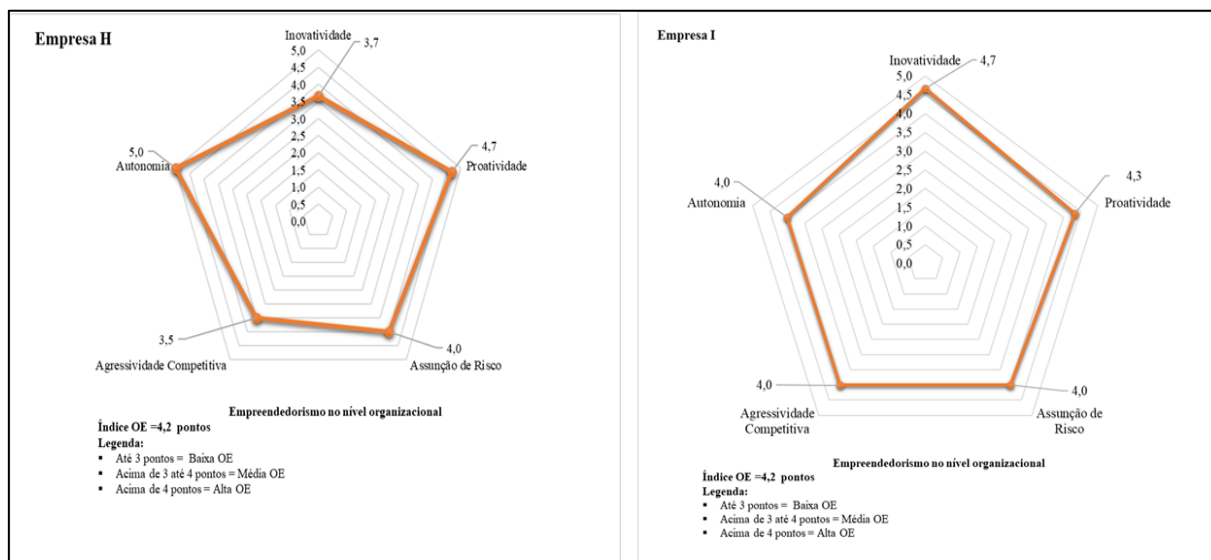 Empresa H
Inovatividade
3,7
5,0
4,5
4,0
3,5
3,0
2,5
2,0
1,5
1,0
0,5
0,0
4,7
Proatividade
5,0
Autonomia
3,5
Agressividade Competitiva
4,0
Assunção de Risco
Empreendedorismo no nível organizacional
Índice OE =4,2 pontos
Legenda:
▪ Até 3 pontos = Baixa OE
▪ Acima de 3 até 4 pontos = Média OE
▪ Acima de 4 pontos = Alta OE
Empresa I
Inovatividade
4,7
5,0
4,5
4,0
3,5
3,0
2,5
2,0
1,5
1,0
0,5
0,0
4,3
Proatividade
4,0
Autonomia
4,0
Agressividade
Competitiva
4,0
Assunção de
Risco
Empreendedorismo no nível organizacional
Índice OE =4,2 pontos
Legenda:
▪ Até 3 pontos = Baixa OE
▪ Acima de 3 até 4 pontos = Média OE
▪ Acima de 4 pontos = Alta OE